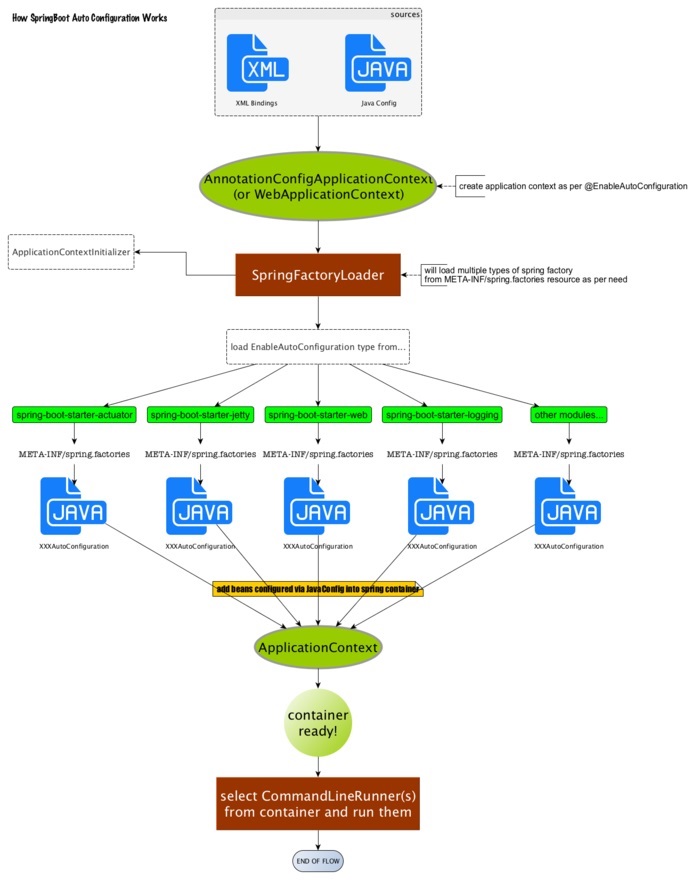 How SpringBoot Auto Configuration Works
sources
XML
JAVA
XML Bindings
Java Config
AnnotationConfigApplicationContext
(or WebApplicationContext)
create application context as per @EnableAutoConfiguration
ApplicationContextInitializer
SpringFactoryLoader
will load multiple types of spring factory
from META-INF/spring.factories resource as per need
load EnableAutoConfiguration type from...
spring-boot-starter-actuator
spring-boot-starter-jetty
spring-boot-starter-web
spring-boot-starter-logging
other modules...
META-INF/spring.factories
META-INF/spring.factories
META-INF/spring.factories
META-INF/spring.factories
META-INF/spring.factories
JAVA
JAVA
JAVA
JAVA
JAVA
XXXAutoConfiguration
XXXAutoConfiguration
XXXAutoConfiguration
XXXAutoConfiguration
XXXAutoConfiguration
add beans configured via JavaConfig into spring container
ApplicationContext
container
ready!
select CommandLineRunner(s)
from container and run them
END OF FLOW